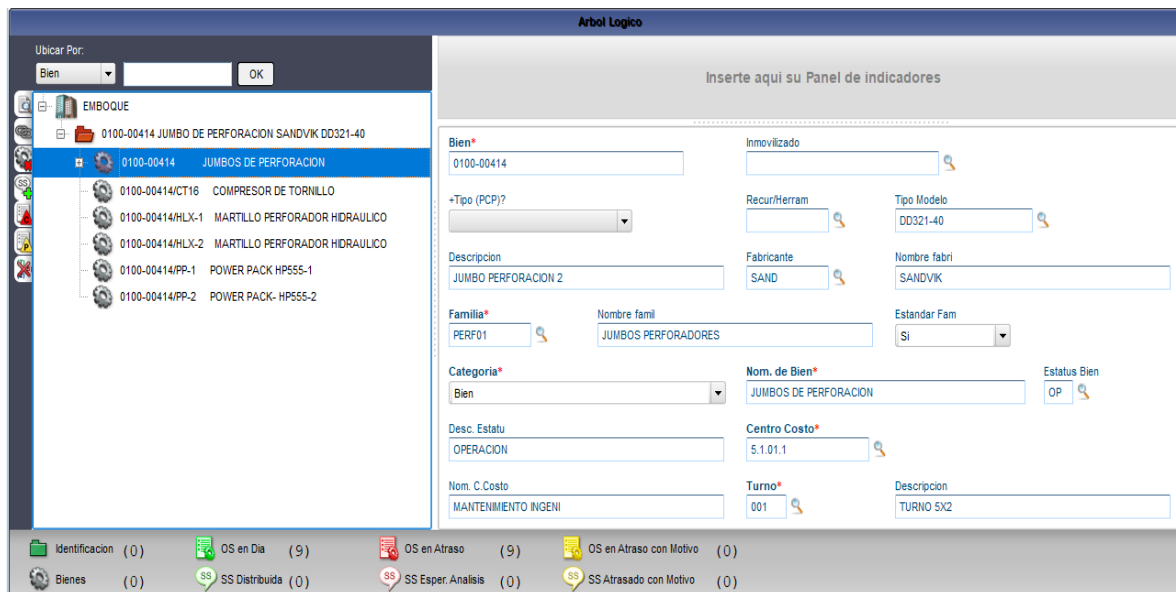 Arbol Logico
Ubicar Por:
Bien OK
EMBOQUE
0100-00414 JUMBO DE PERFORACION SANDVIK DD321-40
0100-00414 JUMBOS DE PERFORACION
0100-00414/CT16 COMPRESOR DE TORNILLO
0100-00414/HLX-1 MARTILLO PERFORADOR HIDRAULICO
0100-00414/HLX-2 MARTILLO PERFORADOR HIDRAULICO
0100-00414/PP-1 POWER PACK HP555-1
0100-00414/PP-2 POWER PACK- HP555-2
Inserte aqui su Panel de indicadores
Bien* Inmovilizado
0100-00414
+Tipo (PCP)? Recur/Herram Tipo Modelo
DD321-40
Descripcion Fabricante Nombre fabri
JUMBO PERFORACION 2 SAND SANDVIK
Familia* Nombre famil Estandar Fam
PERF01 JUMBOS PERFORADORES Si
Categoria* Nom. de Bien* Estatus Bien
Bien JUMBOS DE PERFORACION OP
Desc. Estatu Centro Costo*
OPERACION 5.1.01.1
Nom. C.Costo Turno* Descripcion
MANTENIMIENTO INGENI 001 TURNO 5X2
Identificacion (0) OS en Dia (9) OS en Atraso (9) OS en Atraso con Motivo (0)
Bienes (0) SS SS Distribuida (0) SS SS Esper. Analisis (0) SS SS Atrasado con Motivo (0)